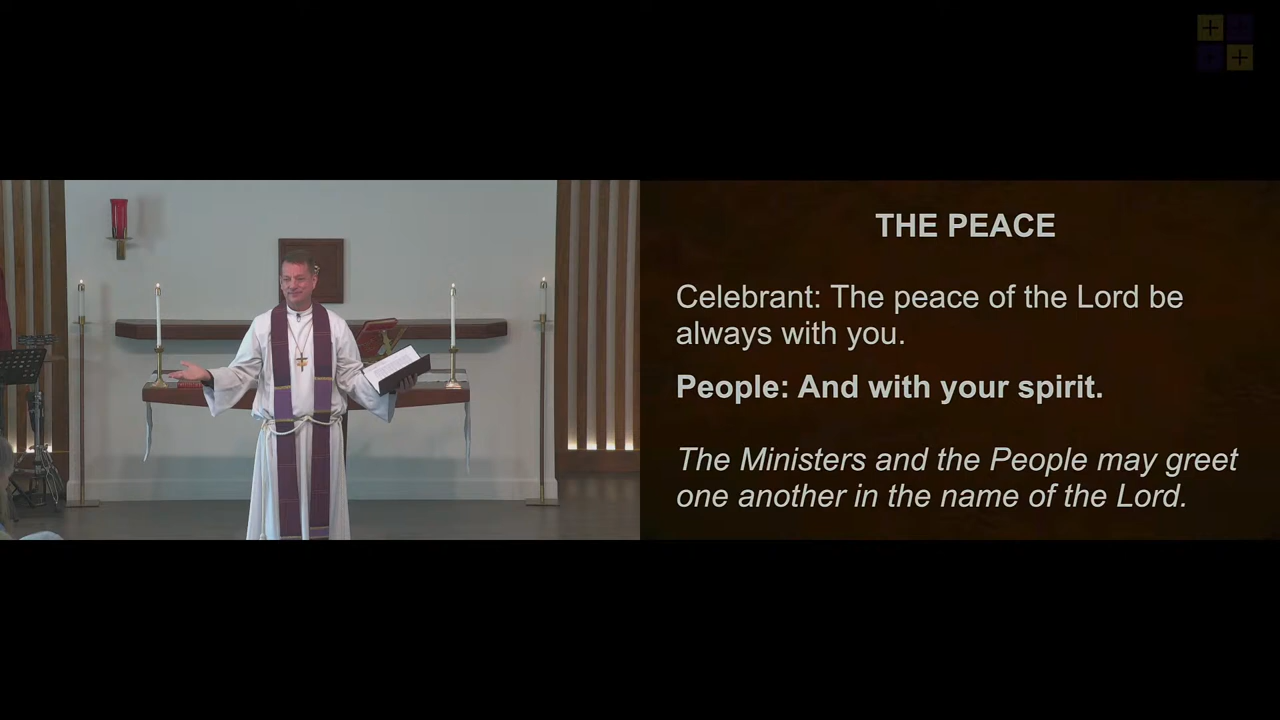 THE PEACE
Celebrant: The peace of the Lord be
always with you.
People: And with your spirit.
The Ministers and the People may greet
one another in the name of the Lord.